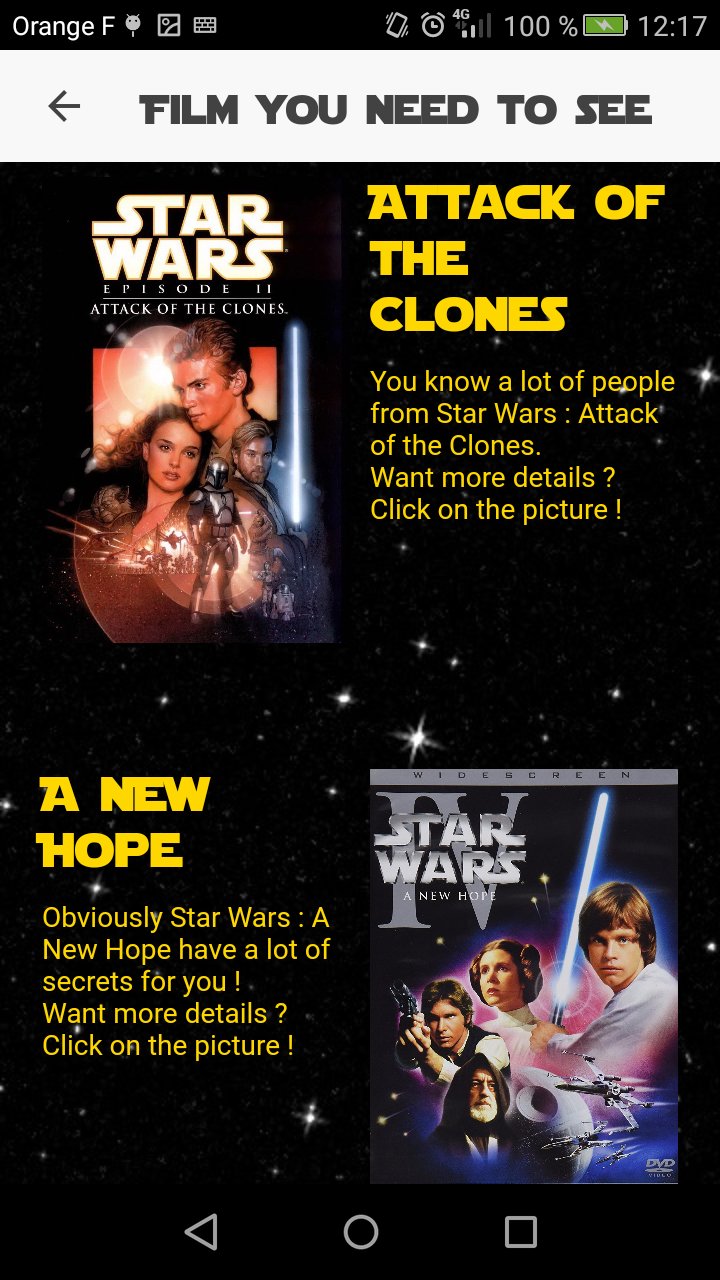 Orange F 4G 100 % 12:17
FILM YOU NEED TO SEE
STAR
WARS
EPISODE II
ATTACK OF THE CLONES
ATTACK OF
THE
CLONES
You know a lot of people
from Star Wars : Attack
of the Clones.
Want more details ?
Click on the picture !
A NEW
HOPE
Obviously Star Wars : A
New Hope have a lot of
secrets for you !
Want more details ?
Click on the picture !
WIDESCREEN
IV
STAR
WARS
A NEW HOPE
DVD
VIDEO